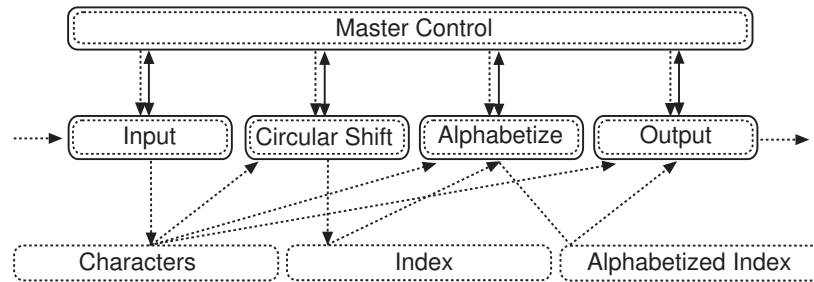 Master Control
Input
Circular Shift
Alphabetize
Output
Characters
Index
Alphabetized Index